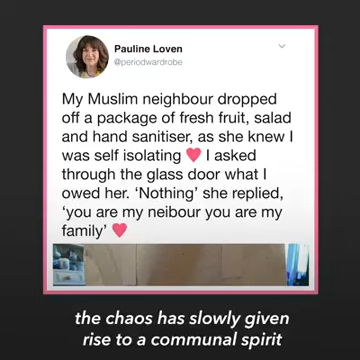 Pauline Loven
@periodwardrobe
My Muslim neighbour dropped
off a package of fresh fruit, salad
and hand sanitiser, as she knew I
was self isolating ♥ I asked
through the glass door what I
owed her. ‘Nothing’ she replied,
‘you are my neibour you are my
family’ ♥
the chaos has slowly given
rise to a communal spirit